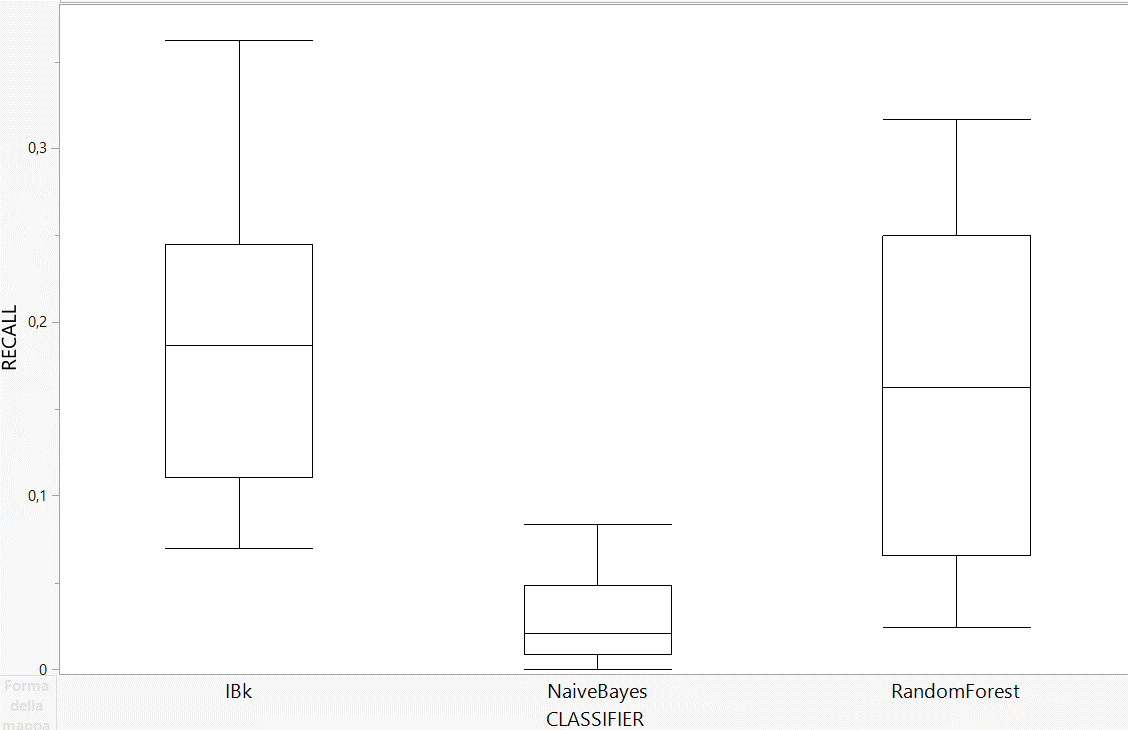 RECALL
0,3
0,2
0,1
0
Forma
della
mappa
IBk
NaiveBayes
RandomForest
CLASSIFIER